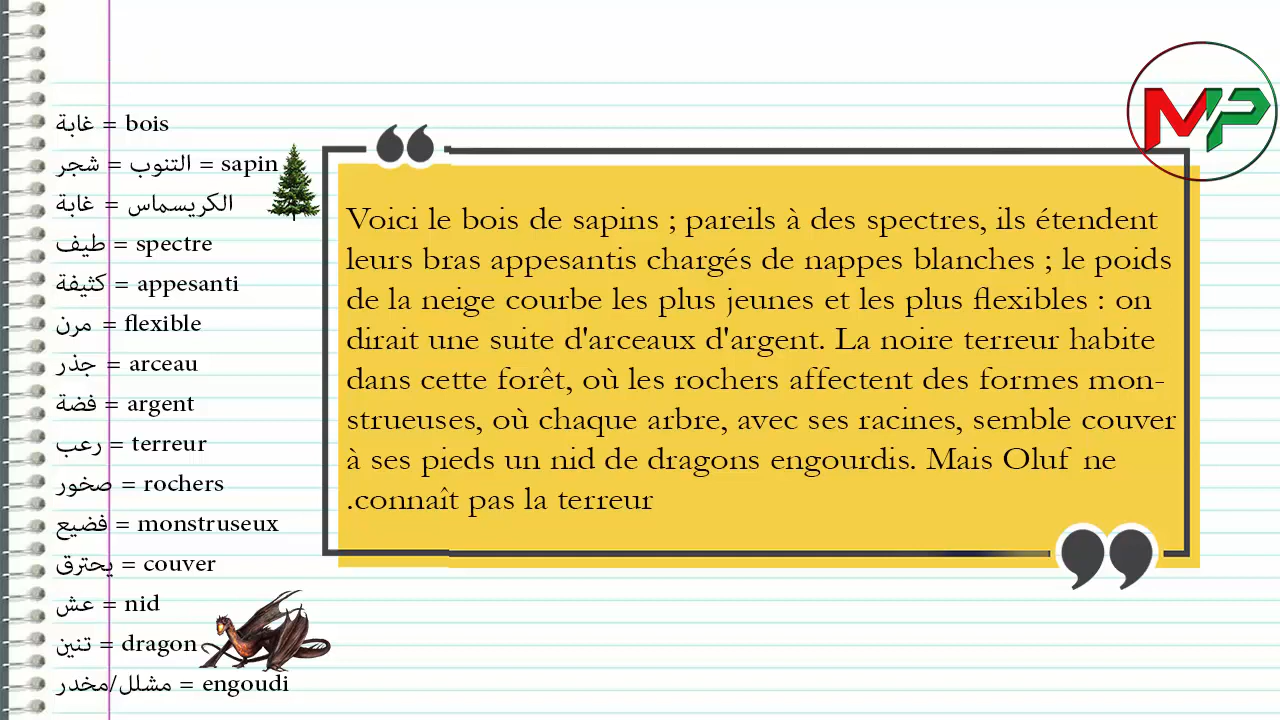 غابة = bois
شجر = التنوب = sapin
غابة = الكريسماس
طيف = spectre
كثيفة = appesanti
مرن = flexible
جذر = arceau
فضة = argent
رعب = terreur
صخور = rochers
فضيع = monstruseux
يحترق = couver
عش = nid
تنين = dragon
مشلل/مخدر = engoudi
MP
Voici le bois de sapins ; pareils à des spectres, ils étendent
leurs bras appesantis chargés de nappes blanches ; le poids
de la neige courbe les plus jeunes et les plus flexibles : on
dirait une suite d'arceaux d'argent. La noire terreur habite
dans cette forêt, où les rochers affectent des formes mon-
strueuses, où chaque arbre, avec ses racines, semble couver
à ses pieds un nid de dragons engourdis. Mais Oluf ne
.connaît pas la terreur